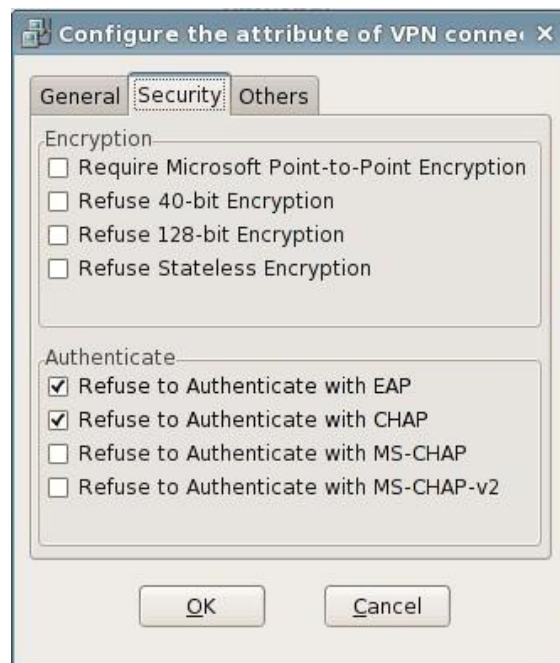 Configure the attribute of VPN connec
General Security Others
Encryption
Require Microsoft Point-to-Point Encryption
Refuse 40-bit Encryption
Refuse 128-bit Encryption
Refuse Stateless Encryption
Authenticate
Refuse to Authenticate with EAP
Refuse to Authenticate with CHAP
Refuse to Authenticate with MS-CHAP
Refuse to Authenticate with MS-CHAP-v2
OK Cancel